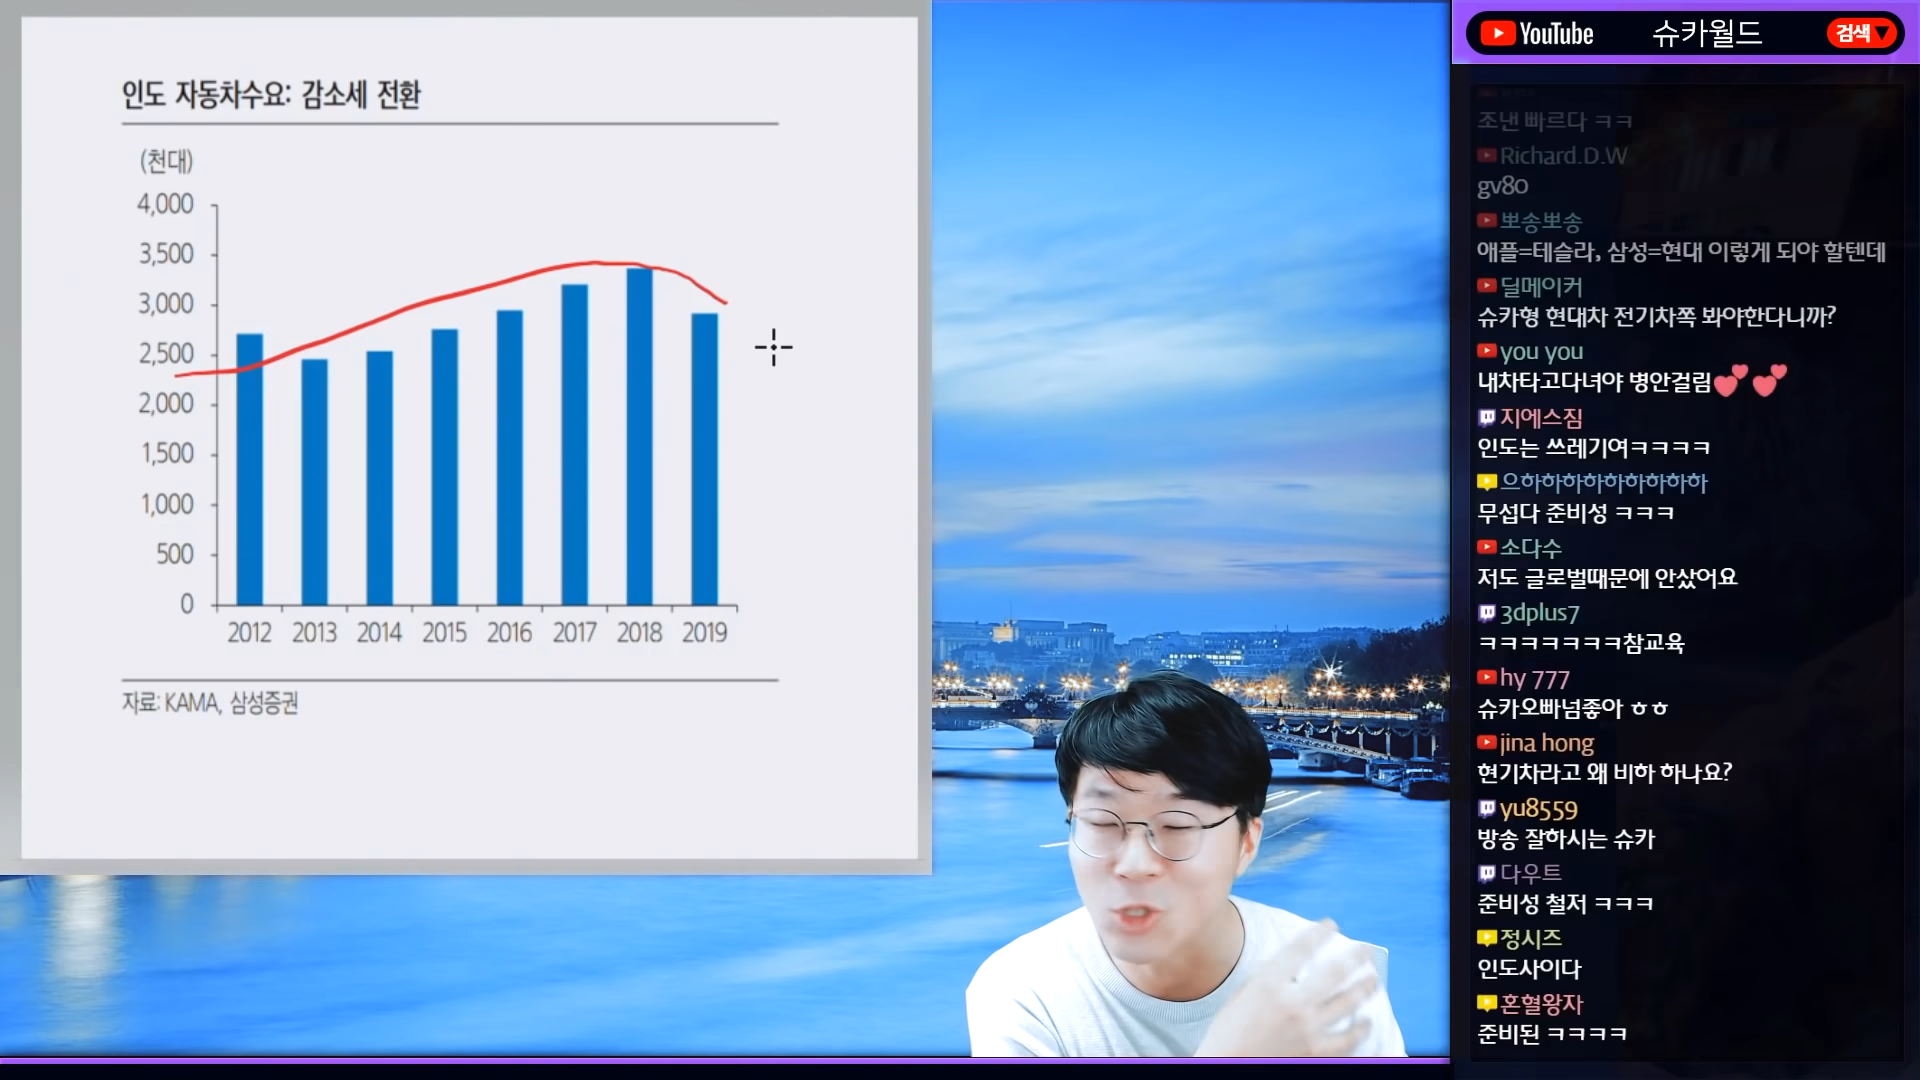 인도 자동차수요: 감소세 전환
(천대)
4,000
3,500
3,000
2,500
2,000
1,500
1,000
500
0
2012 2013 2014 2015 2016 2017 2018 2019
자료: KAMA, 삼성증권
YouTube 슈카월드 검색▼
조낸 빠르다 ㅋㅋ
Richard.D.W
gv80
뽀송뽀송
애플=테슬라, 삼성=현대 이렇게 되야 할텐데
딜메이커
슈카형 현대차 전기차쪽 봐야한다니까?
you you
내차타고다녀야 병안걸림💕 💕
지에스짐
인도는 쓰레기여ㅋㅋㅋㅋ
으하하하하하하하하하
무섭다 준비성 ㅋㅋㅋ
소다수
저도 글로벌때문에 안샀어요
3dplus7
ㅋㅋㅋㅋㅋㅋㅋ참교육
hy 777
슈카오빠넘좋아 ㅎㅎ
jina hong
현기차라고 왜 비하 하나요?
yu8559
방송 잘하시는 슈카
다우트
준비성 철저 ㅋㅋㅋ
정시즈
인도사이다
혼혈왕자
준비된 ㅋㅋㅋㅋ